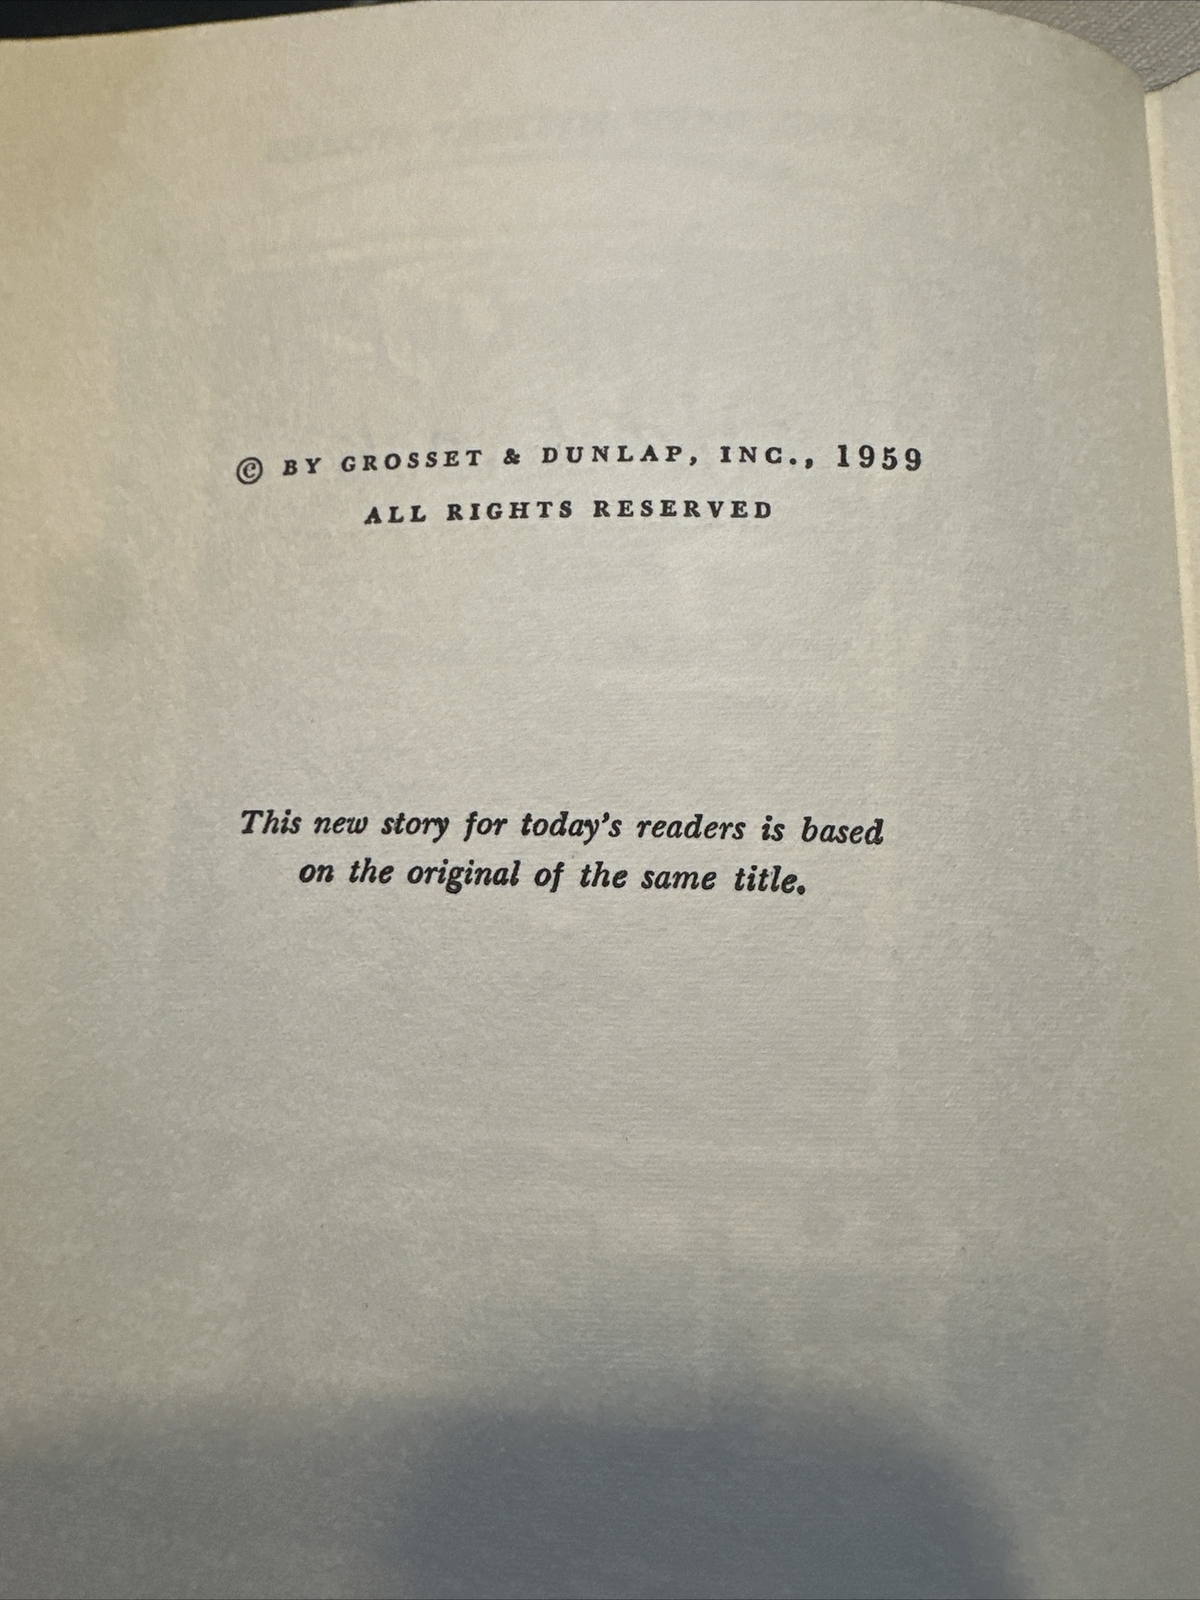 © BY GROSSET & DUNLAP, INC., 1959
ALL RIGHTS RESERVED
This new story for today's readers is based
on the original of the same title.